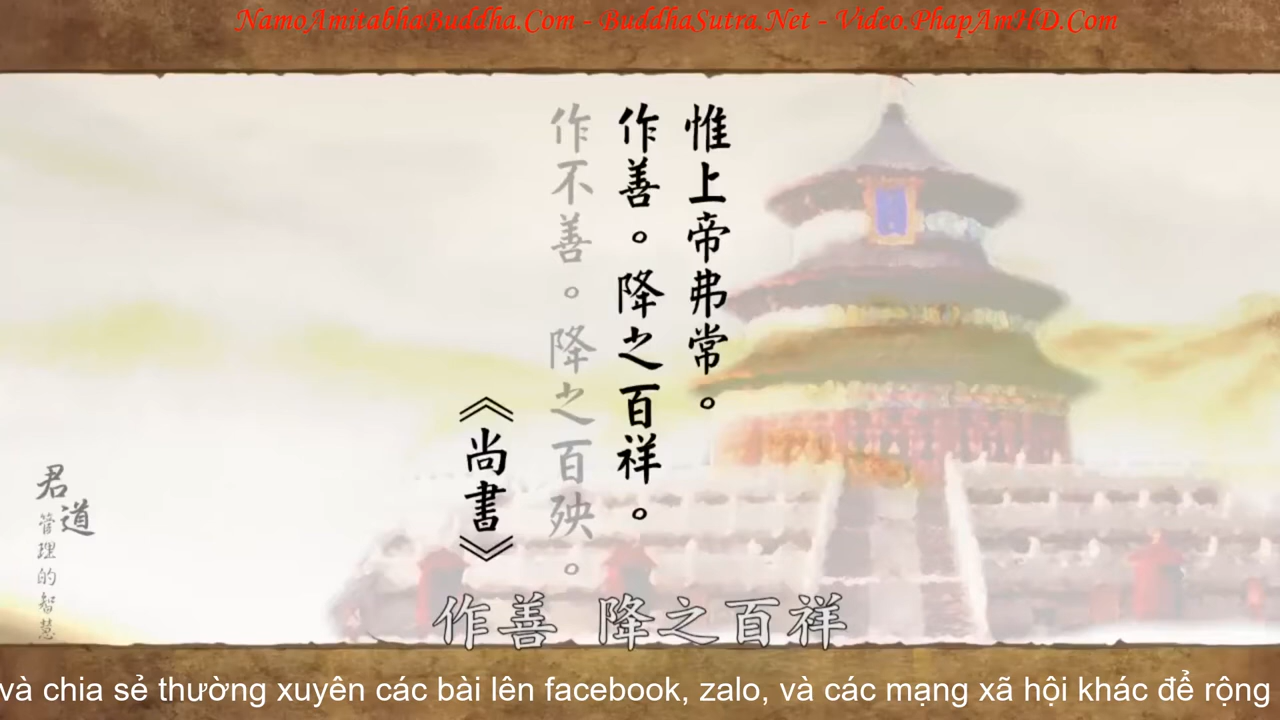 NamoAmitabhaBuddha.Com - BuddhaSutra.Net - Video.PhapAmHD.Com
惟上帝弗常。
作善。降之百祥。
作不善。降之百殃。
《尚書》
君道
管理的智慧
作善 降之百祥
và chia sẻ thường xuyên các bài lên facebook, zalo, và các mạng xã hội khác để rộng